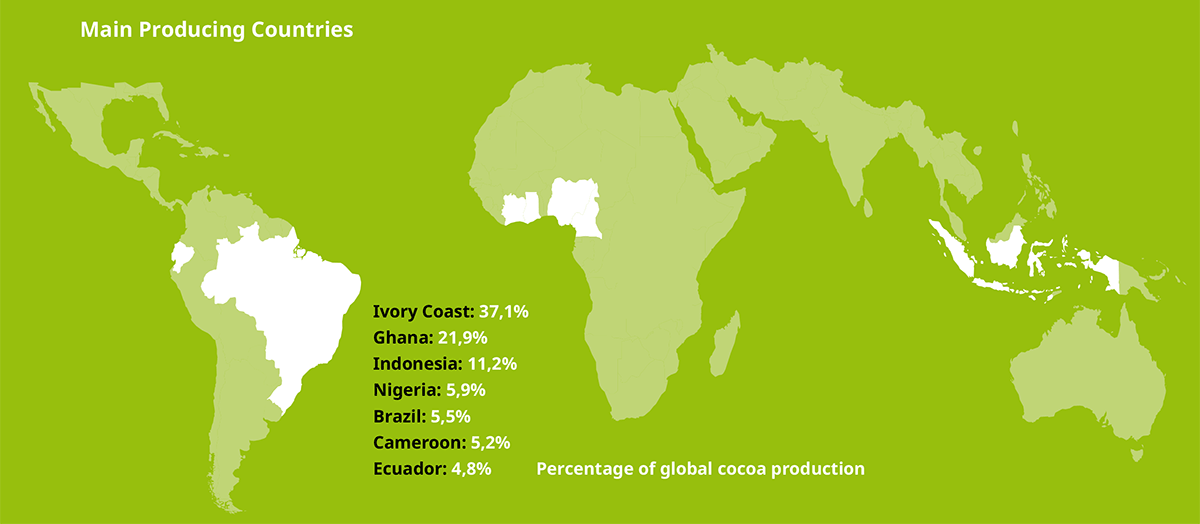 Main Producing Countries
Ivory Coast: 37,1%
Ghana: 21,9%
Indonesia: 11,2%
Nigeria: 5,9%
Brazil: 5,5%
Cameroon: 5,2%
Ecuador: 4,8%
Percentage of global cocoa production